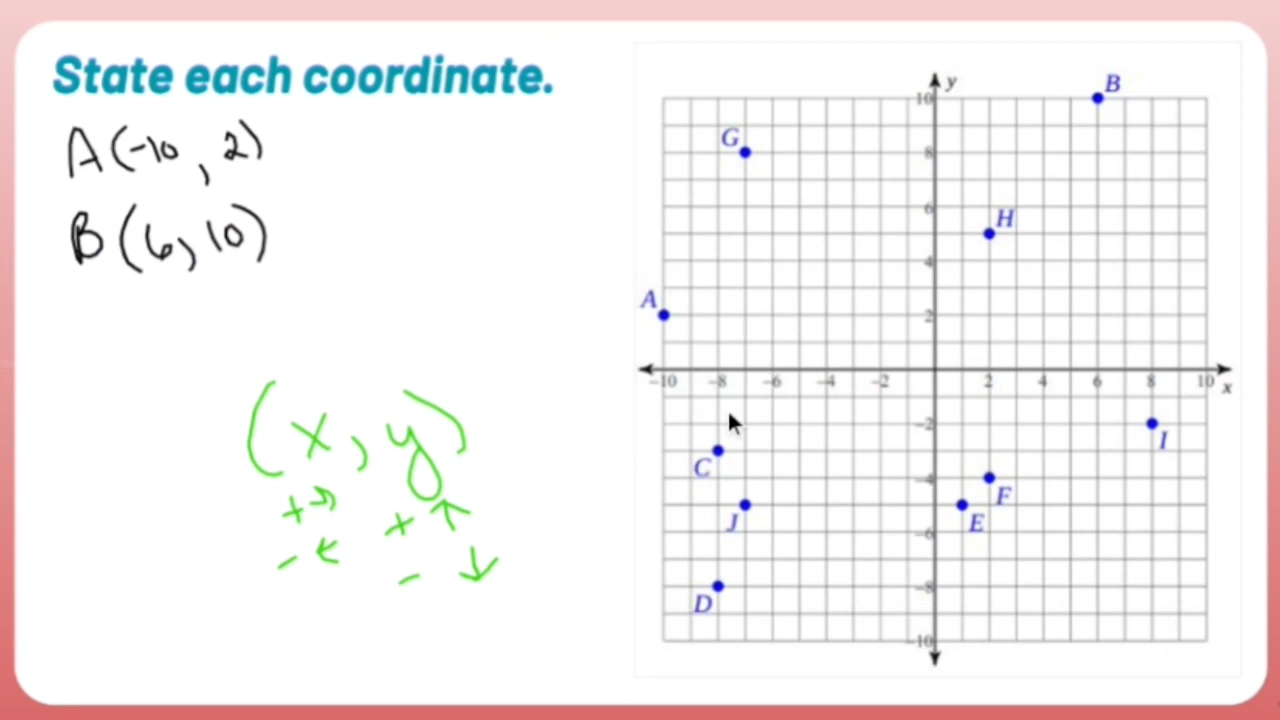 State each coordinate.
A(-10, 2)
B(6, 10)
(x, y)
+ → + ↑
- ← - ↓
y
10
B
G
8
6
H
4
A
2
-10 -8 -6 -4 -2 2 4 6 8 10 x
-2
I
C
-4
F
J
E
-6
-8
D
-10